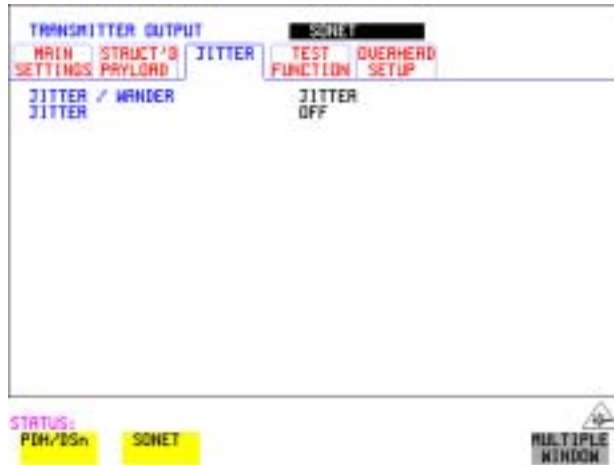 TRANSMITTER OUTPUT SONET
MAIN SETTINGS STRUCT'D PAYLOAD JITTER TEST FUNCTION OVERHEAD SETUP
JITTER / WANDER JITTER
JITTER OFF
STATUS:
PDH/DSn SONET MULTIPLE WINDOW